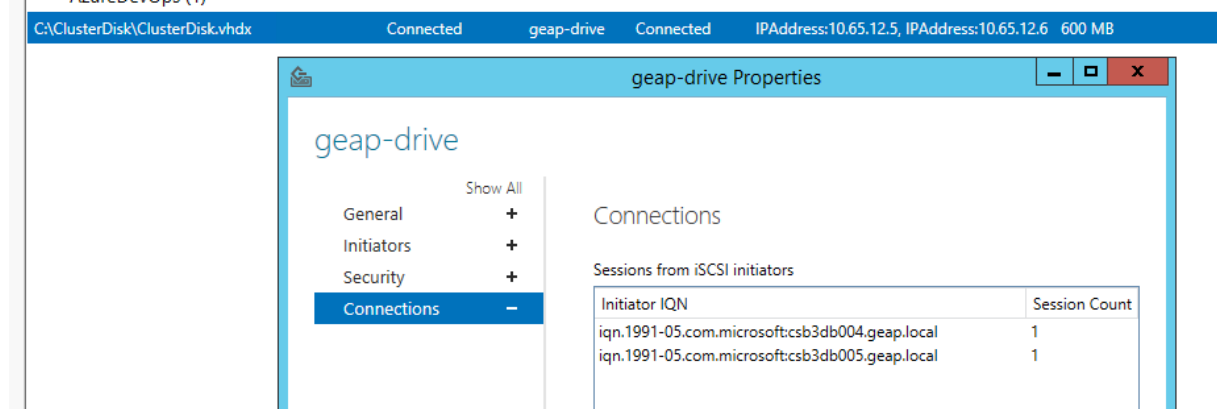 AzureDevOps (1)
C:\ClusterDisk\ClusterDisk.vhdx Connected geap-drive Connected IPAddress:10.65.12.5, IPAddress:10.65.12.6 600 MB
geap-drive Properties
geap-drive
Show All
General +
Initiators +
Security +
Connections –
Connections
Sessions from iSCSI initiators
Initiator IQN Session Count
iqn.1991-05.com.microsoft:csb3db004.geap.local 1
iqn.1991-05.com.microsoft:csb3db005.geap.local 1